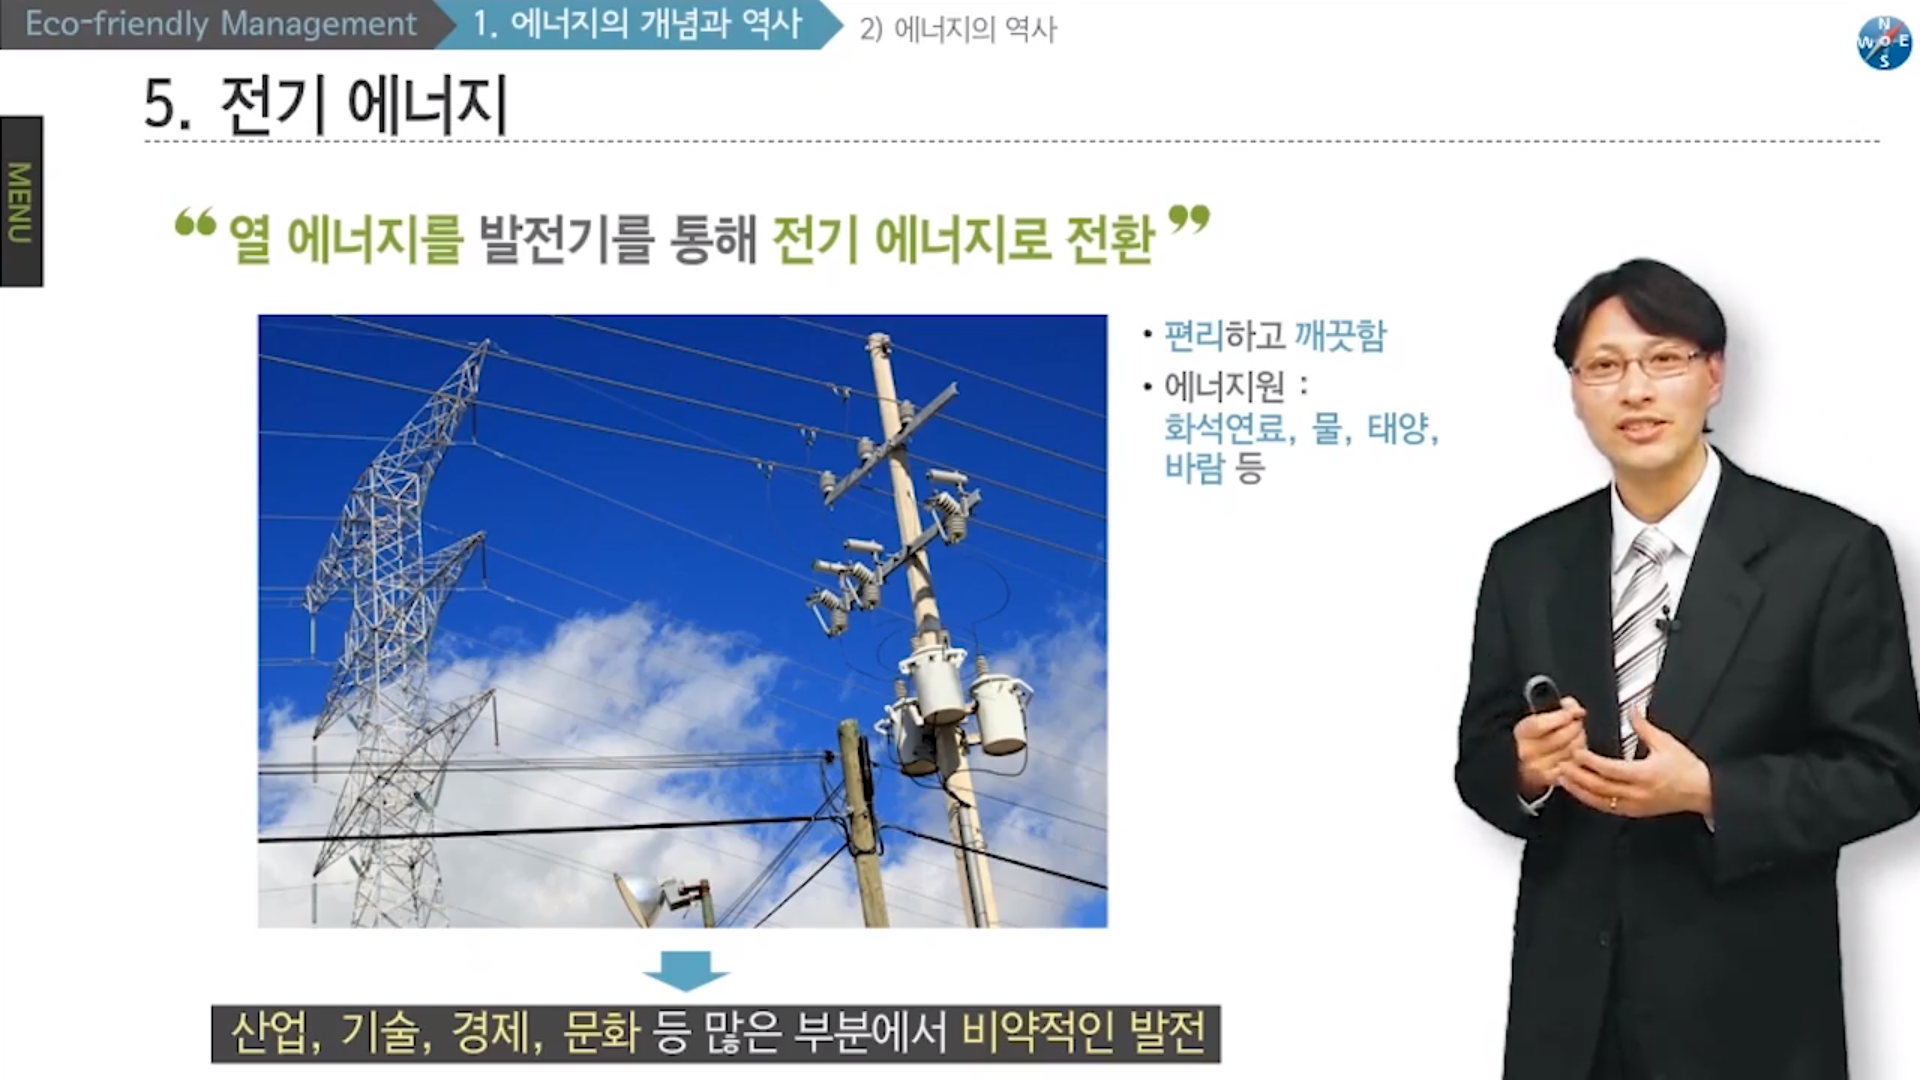 Eco-friendly Management
1. 에너지의 개념과 역사
2) 에너지의 역사
N
W O E
S
5. 전기 에너지
MENU
“ 열 에너지를 발전기를 통해 전기 에너지로 전환 ”
• 편리하고 깨끗함
• 에너지원 :
화석연료, 물, 태양,
바람 등
산업, 기술, 경제, 문화 등 많은 부분에서 비약적인 발전